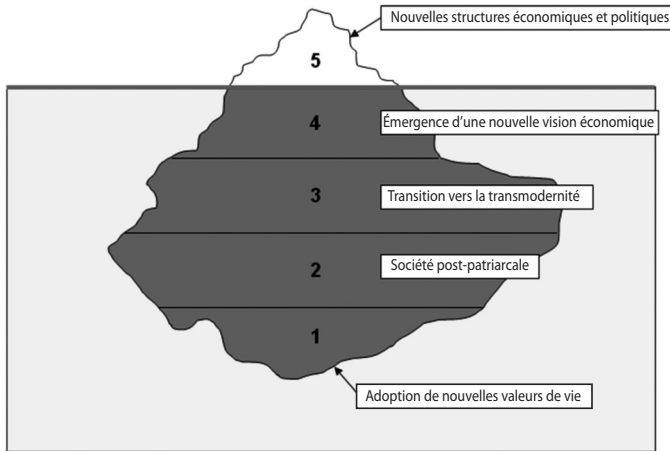 Nouvelles structures économiques et politiques
5
4
Émergence d'une nouvelle vision économique
3
Transition vers la transmodernité
2
Société post-patriarcale
1
Adoption de nouvelles valeurs de vie